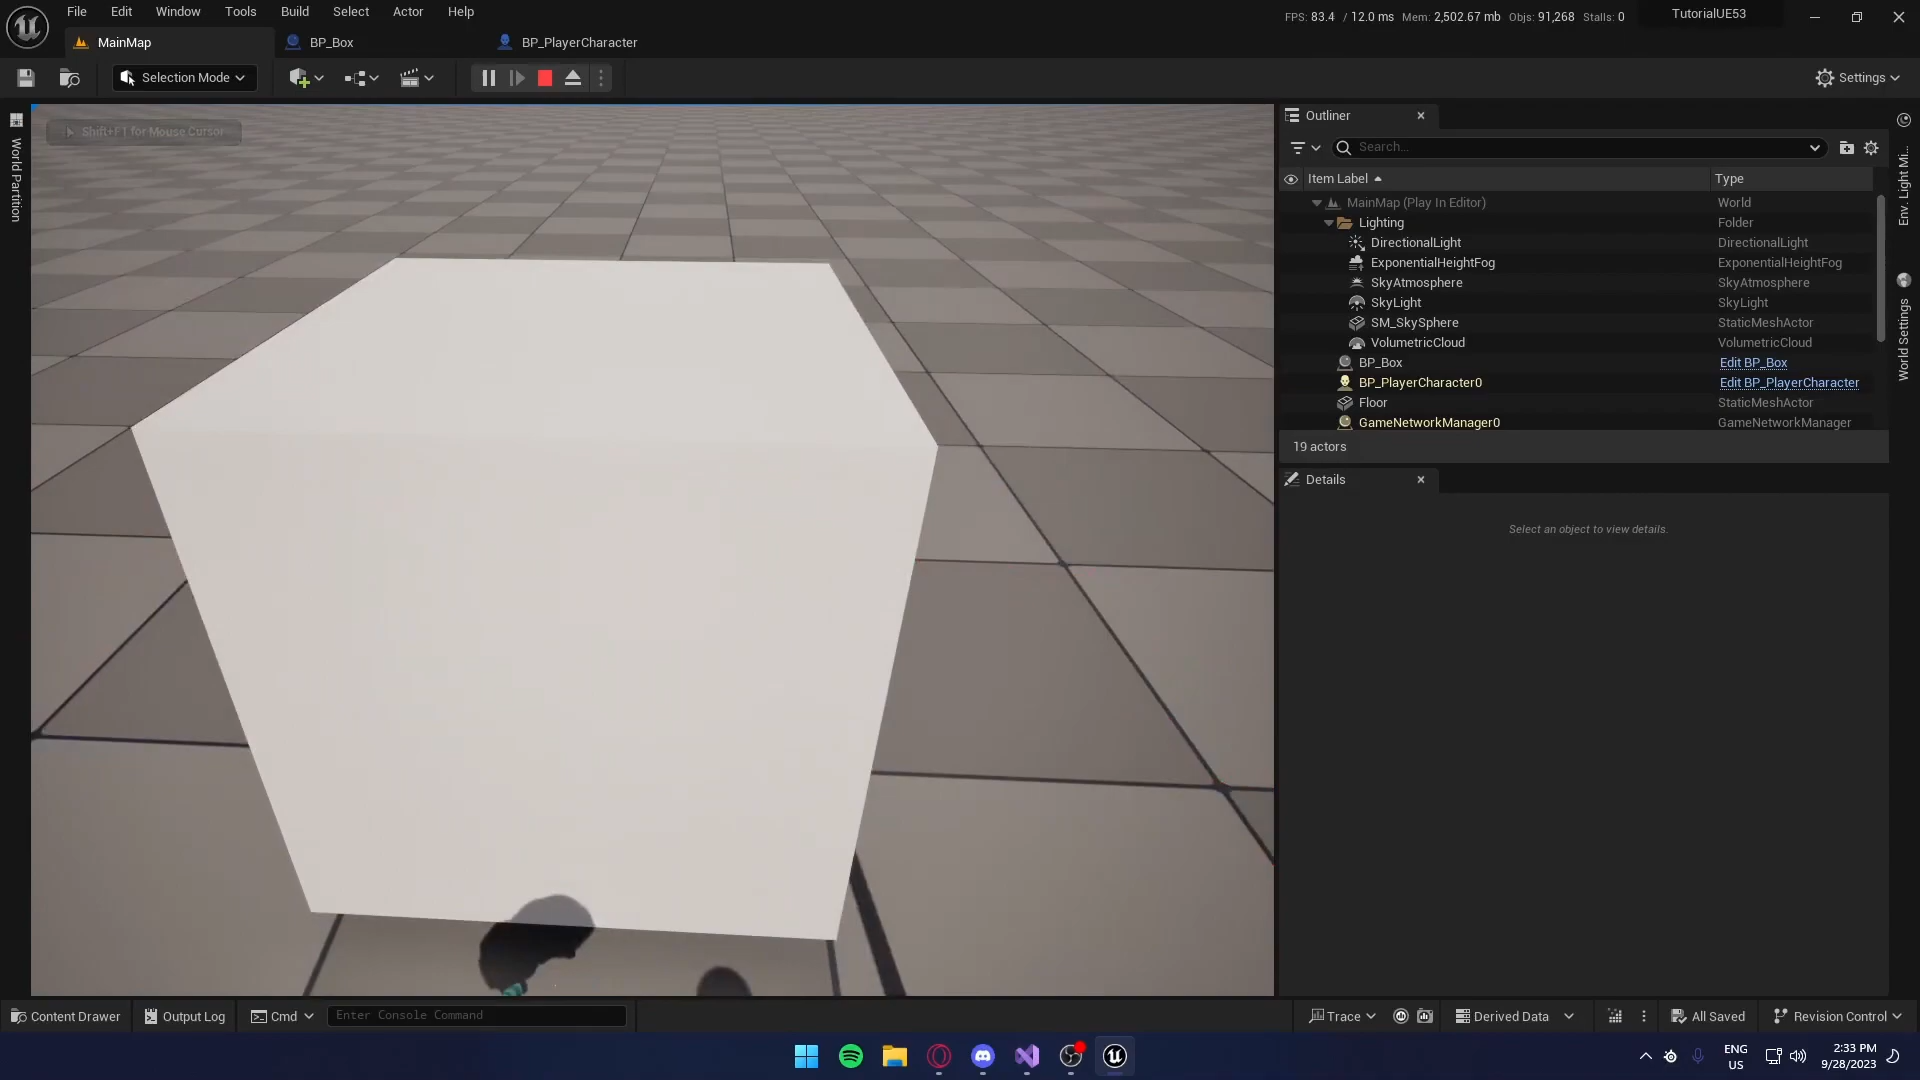 File Edit Window Tools Build Select Actor Help
FPS: 83.4 / 12.0 ms Mem: 2,502.67 mb Objs: 91,268 Stalls: 0
TutorialUE53
MainMap
BP_Box
BP_PlayerCharacter
Selection Mode
Settings
Shift+F1 for Mouse Cursor
World Partition
Outliner
Search...
Item Label
Type
MainMap (Play In Editor) World
Lighting Folder
DirectionalLight DirectionalLight
ExponentialHeightFog ExponentialHeightFog
SkyAtmosphere SkyAtmosphere
SkyLight SkyLight
SM_SkySphere StaticMeshActor
VolumetricCloud VolumetricCloud
BP_Box Edit BP_Box
BP_PlayerCharacter0 Edit BP_PlayerCharacter
Floor StaticMeshActor
GameNetworkManager0 GameNetworkManager
19 actors
Env. Light Mi...
World Settings
Details
Select an object to view details.
Content Drawer
Output Log
Cmd
Enter Console Command
Trace
Derived Data
All Saved
Revision Control
ENG
US
2:33 PM
9/28/2023